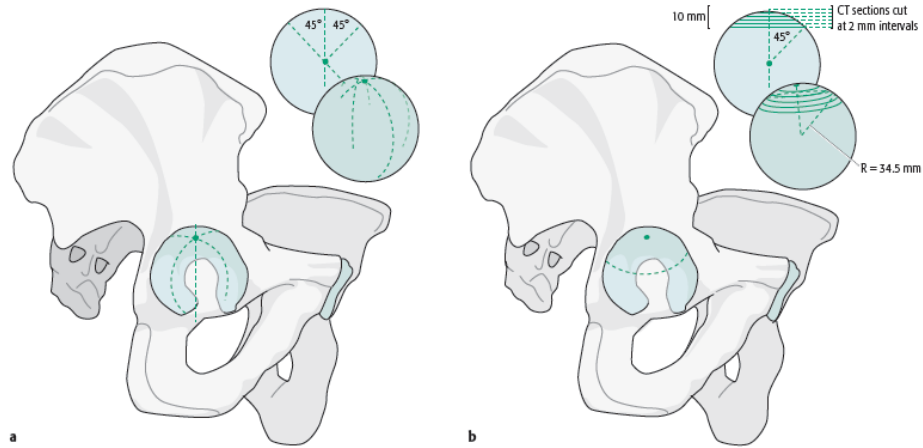 45° 45°
10 mm
CT sections cut
at 2 mm intervals
45°
R = 34.5 mm
a
b